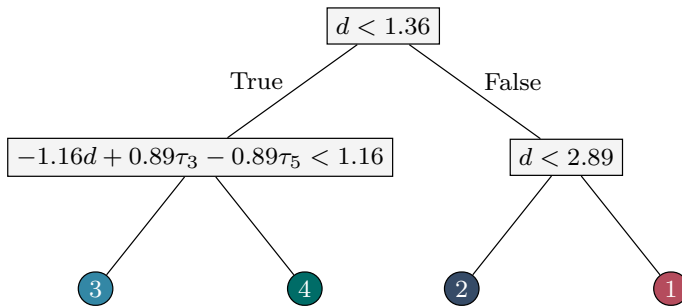 d < 1.36
True
False
−1.16d + 0.89τ₃ − 0.89τ₅ < 1.16
d < 2.89
3
4
2
1